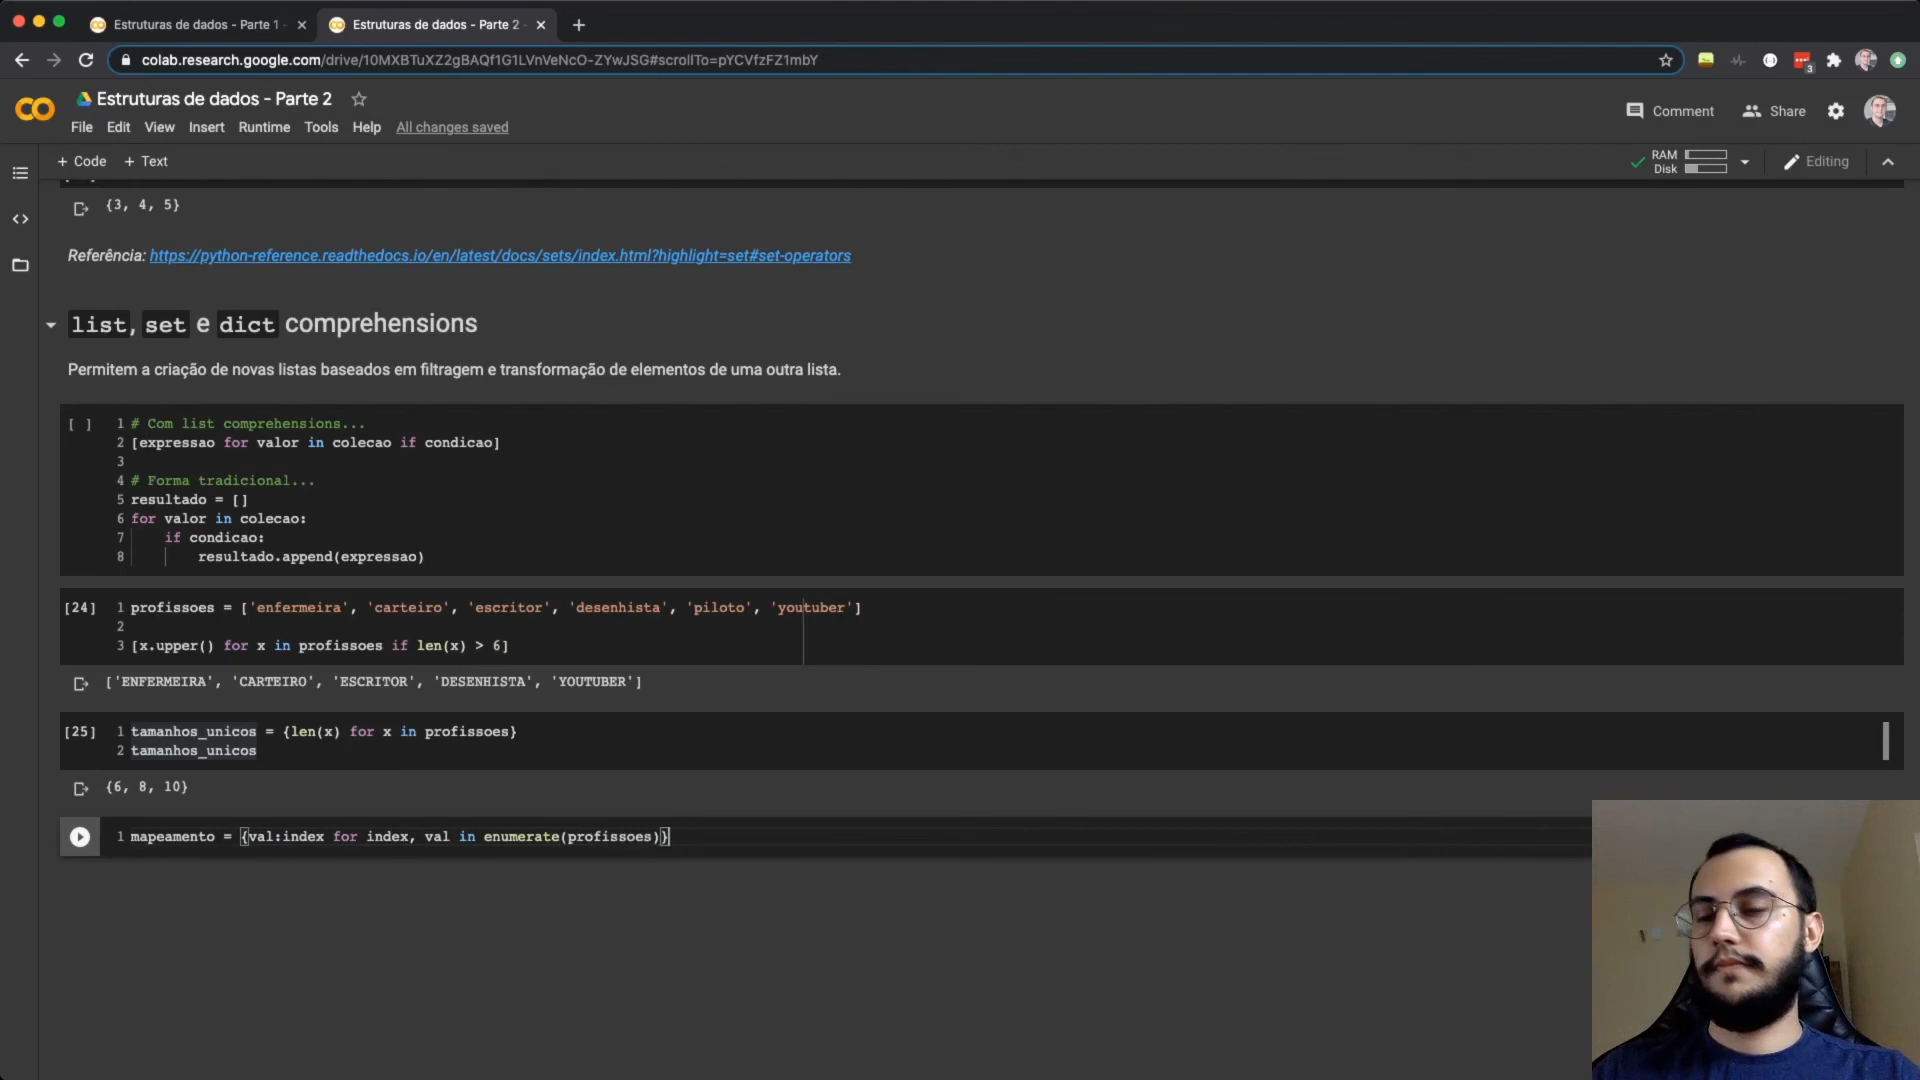 Estruturas de dados - Parte 1 -
Estruturas de dados - Parte 2 -
colab.research.google.com/drive/10MXBTuXZ2gBAQf1G1LVnVeNcO-ZYwJSG#scrollTo=pYCVfzFZ1mbY
3
Estruturas de dados - Parte 2
Comment Share
File Edit View Insert Runtime Tools Help All changes saved
+ Code + Text
RAM
Disk
Editing
{3, 4, 5}
Referência: https://python-reference.readthedocs.io/en/latest/docs/sets/index.html?highlight=set#set-operators
list, set e dict comprehensions
Permitem a criação de novas listas baseados em filtragem e transformação de elementos de uma outra lista.
[ ] 1 # Com list comprehensions...
2 [expressao for valor in colecao if condicao]
3
4 # Forma tradicional...
5 resultado = []
6 for valor in colecao:
7 if condicao:
8 resultado.append(expressao)
[24] 1 profissoes = ['enfermeira', 'carteiro', 'escritor', 'desenhista', 'piloto', 'youtuber']
2
3 [x.upper() for x in profissoes if len(x) > 6]
['ENFERMEIRA', 'CARTEIRO', 'ESCRITOR', 'DESENHISTA', 'YOUTUBER']
[25] 1 tamanhos_unicos = {len(x) for x in profissoes}
2 tamanhos_unicos
{6, 8, 10}
1 mapeamento = {val:index for index, val in enumerate(profissoes)}